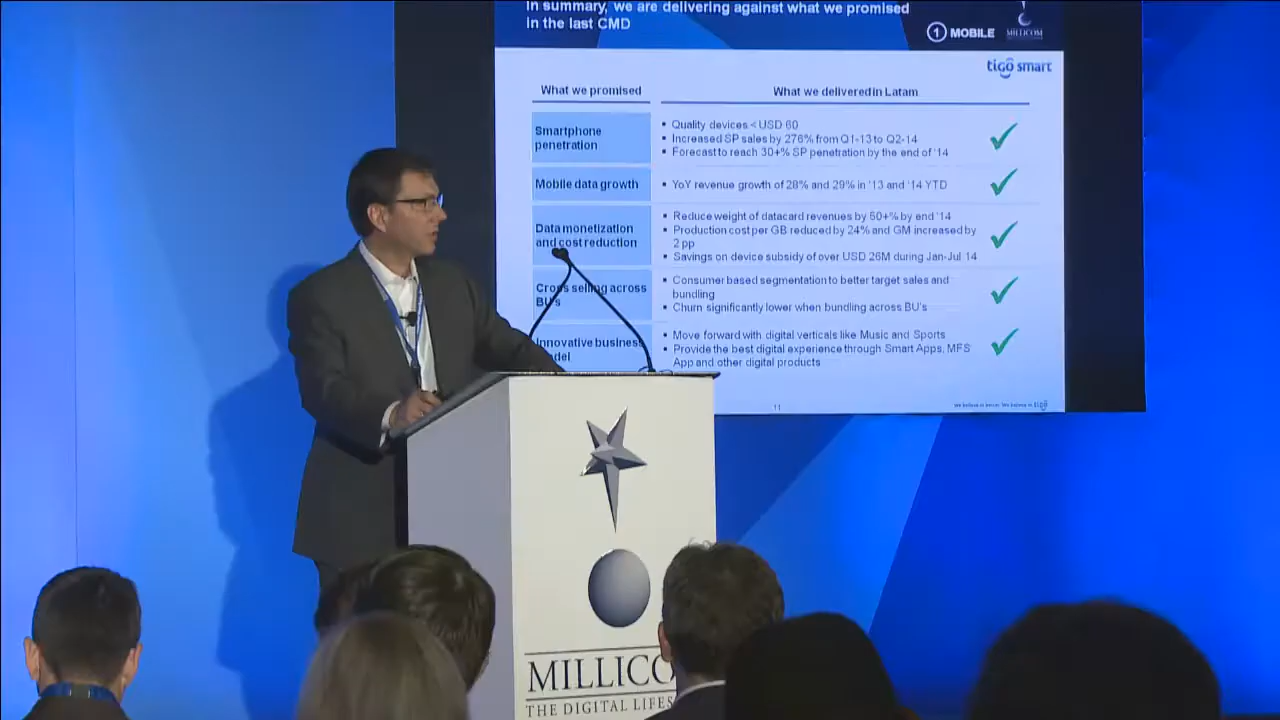 In summary, we are delivering against what we promised
in the last CMD
1 MOBILE
MILLICOM
tigo smart
What we promised
What we delivered in Latam
Smartphone
penetration
▪ Quality devices < USD 60
▪ Increased SP sales by 276% from Q1-13 to Q2-14
▪ Forecast to reach 30+% SP penetration by the end of '14
Mobile data growth
▪ YoY revenue growth of 28% and 29% in '13 and '14 YTD
Data monetization
and cost reduction
▪ Reduce weight of datacard revenues by 60+% by end '14
▪ Production cost per GB reduced by 24% and GM increased by
2 pp
▪ Savings on device subsidy of over USD 26M during Jan-Jul 14
Cross selling across
BU's
▪ Consumer based segmentation to better target sales and
bundling
▪ Churn significantly lower when bundling across BU's
Innovative business
▪ Move forward with digital verticals like Music and Sports
▪ Provide the best digital experience through Smart Apps, MFS
App and other digital products
11
tigo
MILLICO
THE DIGITAL LIFES